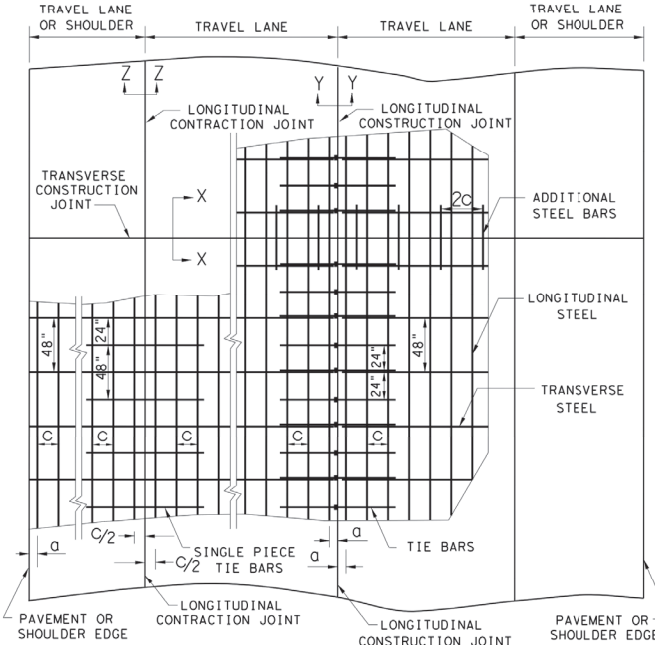 TRAVEL LANE
OR SHOULDER
TRAVEL LANE
TRAVEL LANE
TRAVEL LANE
OR SHOULDER
Z Z
Y Y
LONGITUDINAL
CONTRACTION JOINT
LONGITUDINAL
CONSTRUCTION JOINT
TRANSVERSE
CONSTRUCTION
JOINT
X
X
2c
ADDITIONAL
STEEL BARS
LONGITUDINAL
STEEL
48"
24"
48"
24"
24"
48"
TRANSVERSE
STEEL
c
c
c
c
c
c/2
a
SINGLE PIECE
TIE BARS
c/2
a
a
TIE BARS
PAVEMENT OR
SHOULDER EDGE
LONGITUDINAL
CONTRACTION JOINT
LONGITUDINAL
CONSTRUCTION JOINT
PAVEMENT OR
SHOULDER EDGE